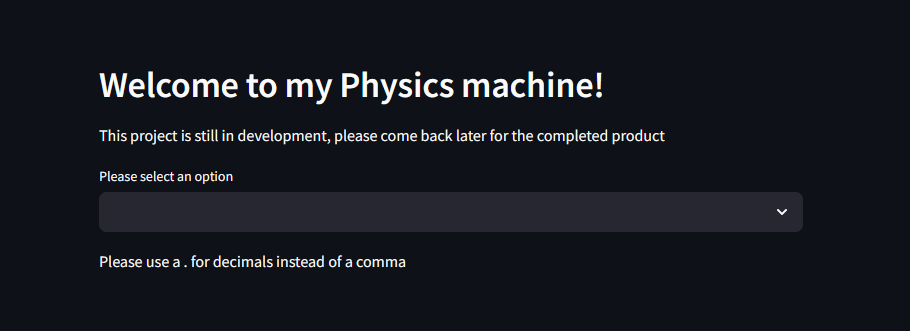 Welcome to my Physics machine!
This project is still in development, please come back later for the completed product
Please select an option
Please use a . for decimals instead of a comma